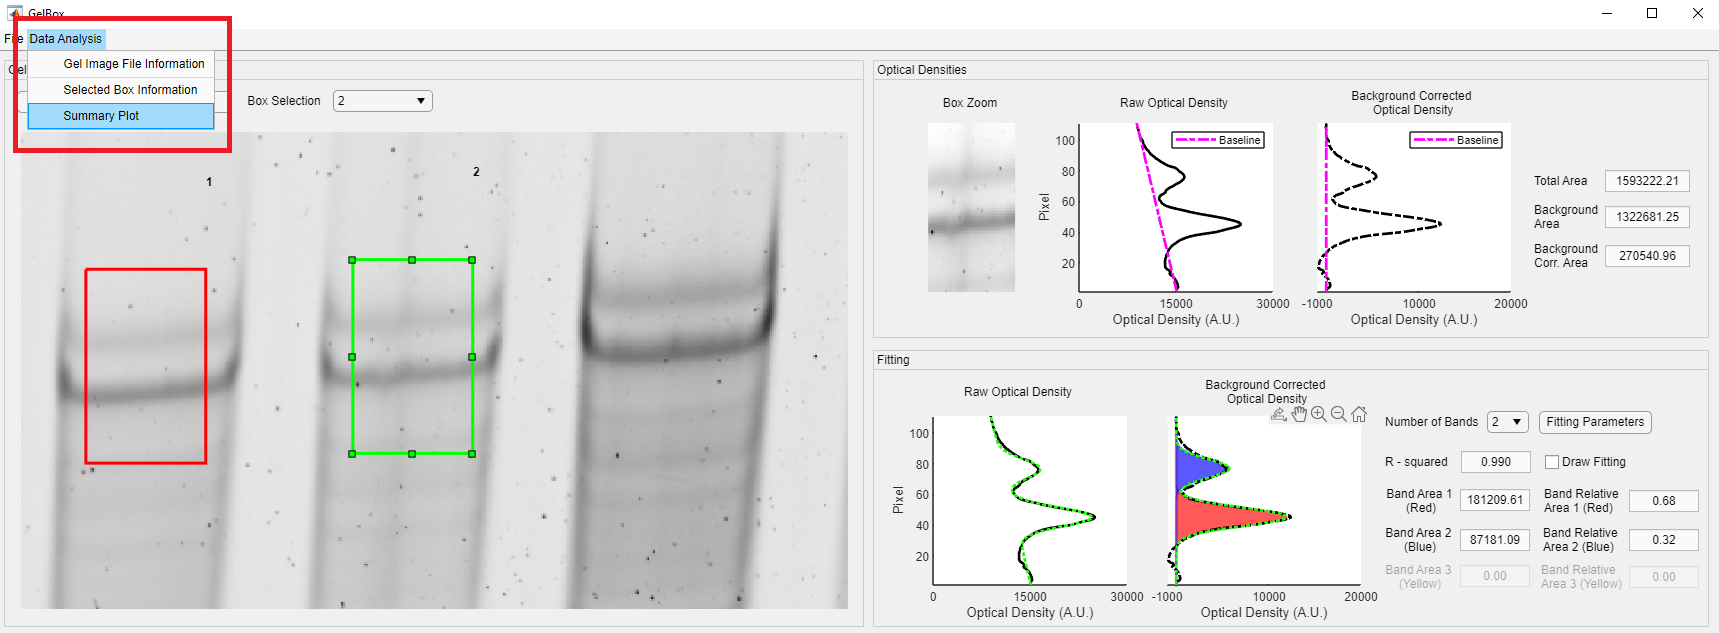 GelBox
File Data Analysis
Gel Image File Information
Selected Box Information
Summary Plot
Gel
Box Selection 2
1
2
Optical Densities
Box Zoom
Raw Optical Density
Baseline
100
80
60
40
20
Pixel
0 15000 30000
Optical Density (A.U.)
Background Corrected
Optical Density
Baseline
-1000 10000 20000
Optical Density (A.U.)
Total Area 1593222.21
Background
Area
1322681.25
Background
Corr. Area
270540.96
Fitting
Raw Optical Density
100
80
60
40
20
Pixel
0 15000 30000
Optical Density (A.U.)
Background Corrected
Optical Density
-1000 10000 20000
Optical Density (A.U.)
Number of Bands 2 Fitting Parameters
R - squared 0.990 Draw Fitting
Band Area 1
(Red)
181209.61
Band Relative
Area 1 (Red)
0.68
Band Area 2
(Blue)
87181.09
Band Relative
Area 2 (Blue)
0.32
Band Area 3
(Yellow)
0.00
Band Relative
Area 3 (Yellow)
0.00